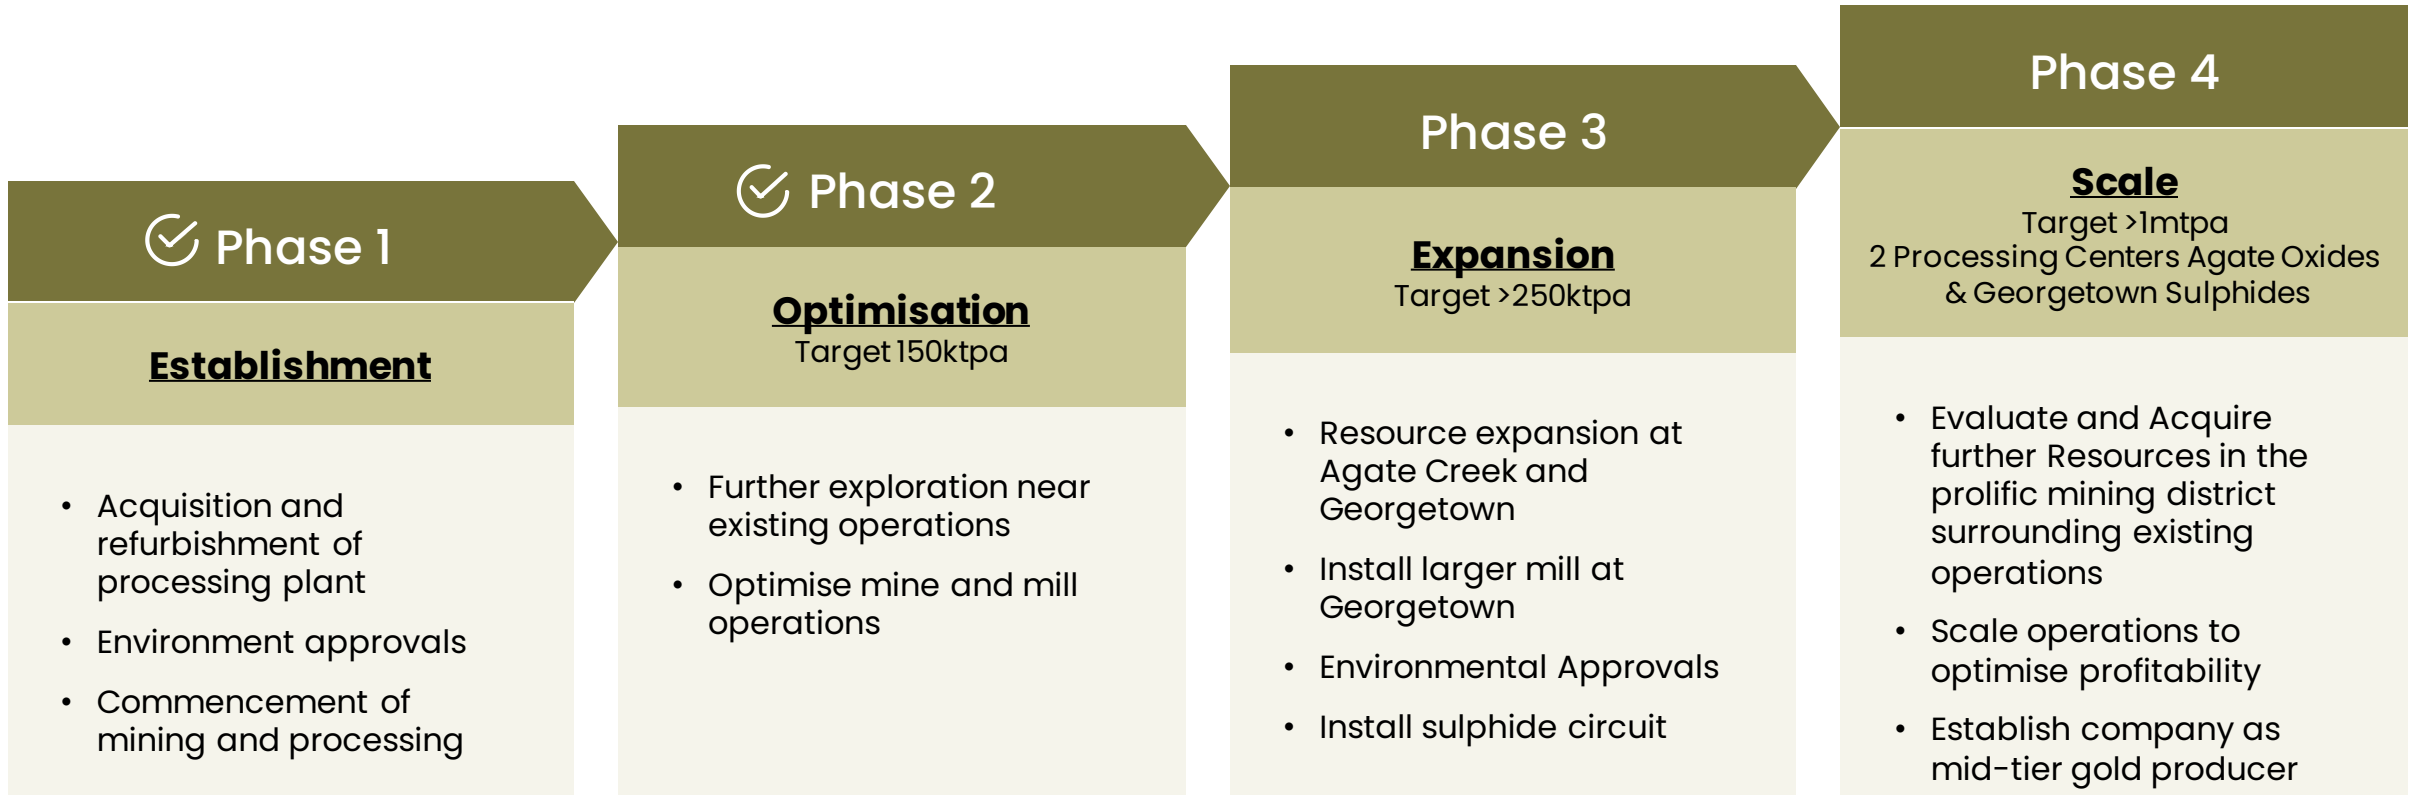 Phase 1
Establishment
• Acquisition and
refurbishment of
processing plant
• Environment approvals
• Commencement of
mining and processing
Phase 2
Optimisation
Target 150ktpa
• Further exploration near
existing operations
• Optimise mine and mill
operations
Phase 3
Expansion
Target >250ktpa
• Resource expansion at
Agate Creek and
Georgetown
• Install larger mill at
Georgetown
• Environmental Approvals
• Install sulphide circuit
Phase 4
Scale
Target >1mtpa
2 Processing Centers Agate Oxides
& Georgetown Sulphides
• Evaluate and Acquire
further Resources in the
prolific mining district
surrounding existing
operations
• Scale operations to
optimise profitability
• Establish company as
mid-tier gold producer